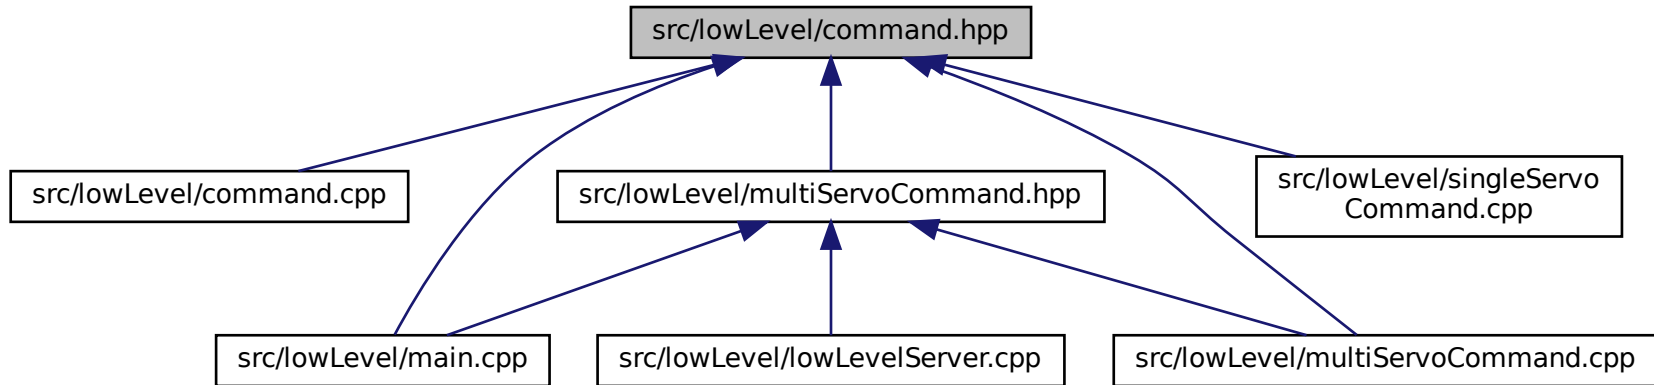 src/lowLevel/command.hpp
src/lowLevel/command.cpp
src/lowLevel/multiServoCommand.hpp
src/lowLevel/singleServo
Command.cpp
src/lowLevel/main.cpp
src/lowLevel/lowLevelServer.cpp
src/lowLevel/multiServoCommand.cpp